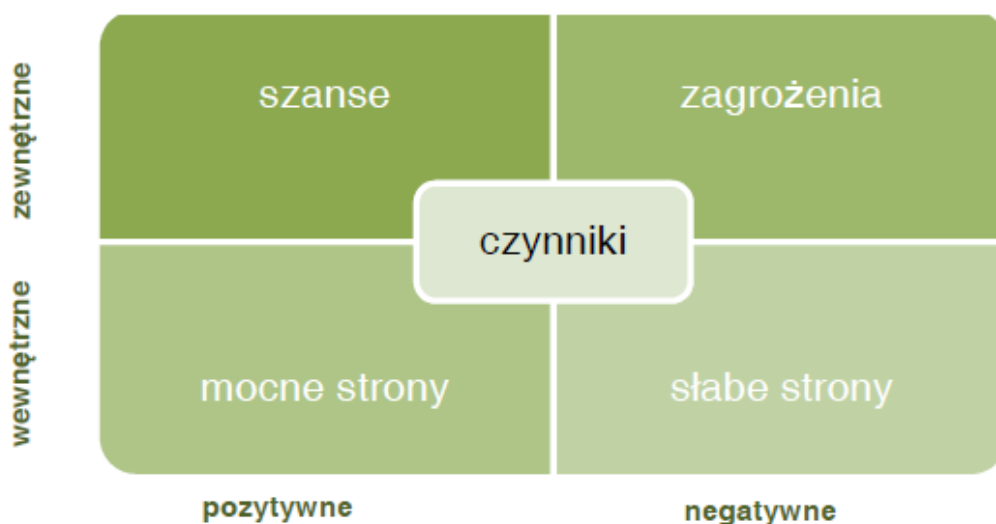 zewnętrzne
szanse
zagrożenia
czynniki
wewnętrzne
mocne strony
słabe strony
pozytywne
negatywne